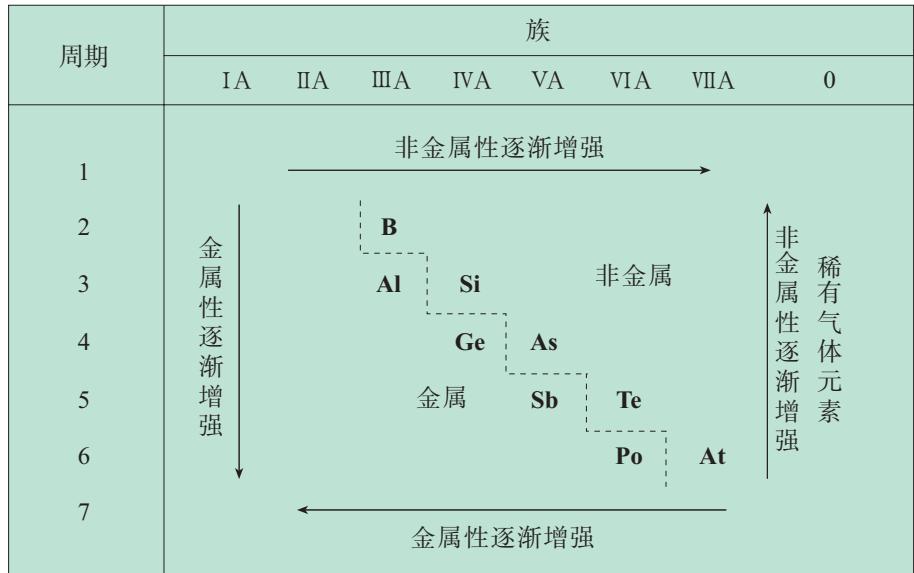 周期
族
ⅠA ⅡA ⅢA ⅣA ⅤA ⅥA ⅦA 0
1
非金属性逐渐增强
2
B
3
Al Si
非金属
4
Ge As
5
金属
Sb Te
6
Po At
7
金属性逐渐增强
金属性逐渐增强
非金属性逐渐增强
稀有气体元素